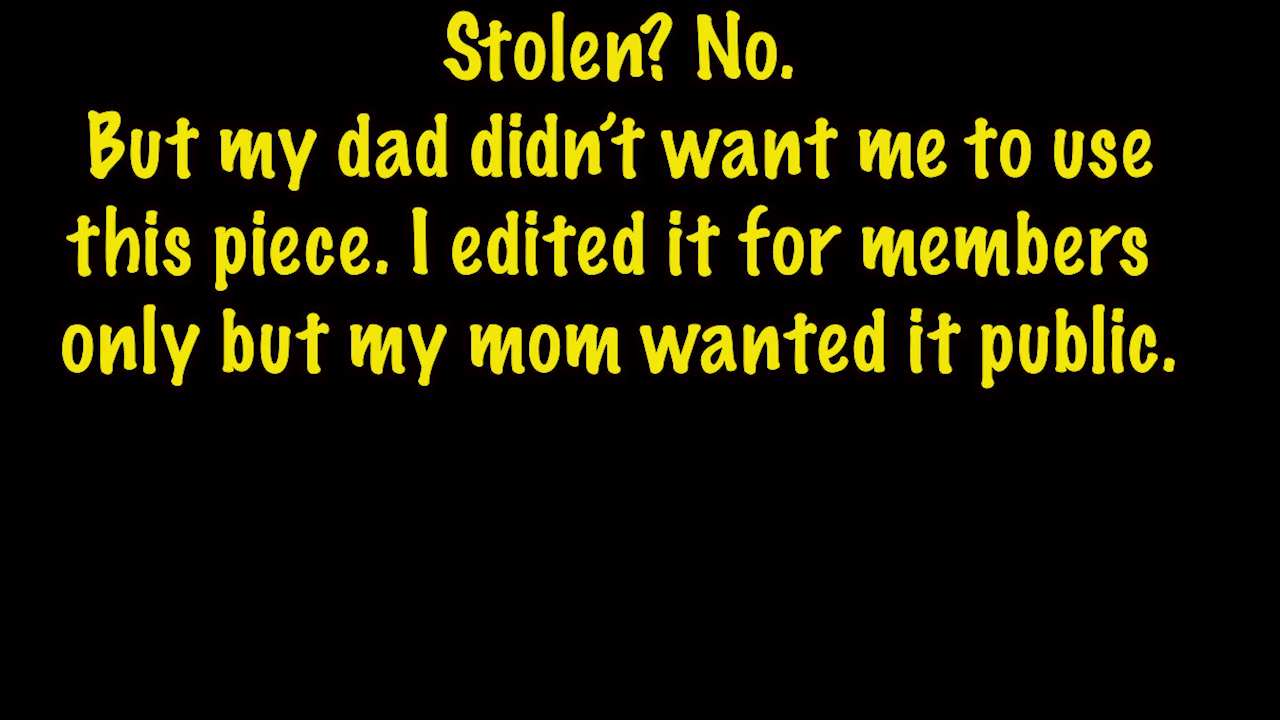 Stolen? No.
But my dad didn’t want me to use
this piece. I edited it for members
only but my mom wanted it public.